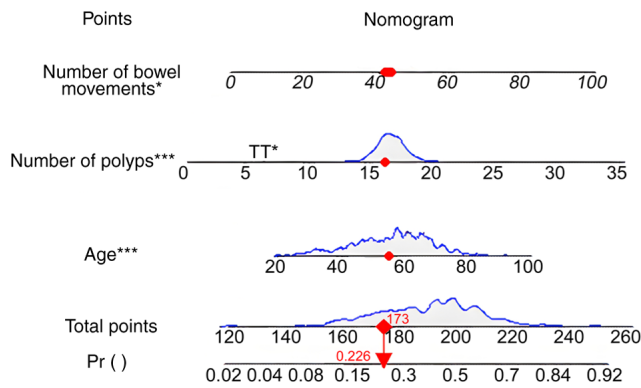 Points Nomogram
Number of bowel
movements*
0 20 40 60 80 100
Number of polyps***
TT*
0 5 10 15 20 25 30 35
Age***
20 40 60 80 100
Total points
173
120 140 160 180 200 220 240 260
0.226
Pr ( )
0.02 0.04 0.08 0.15 0.3 0.5 0.7 0.84 0.92